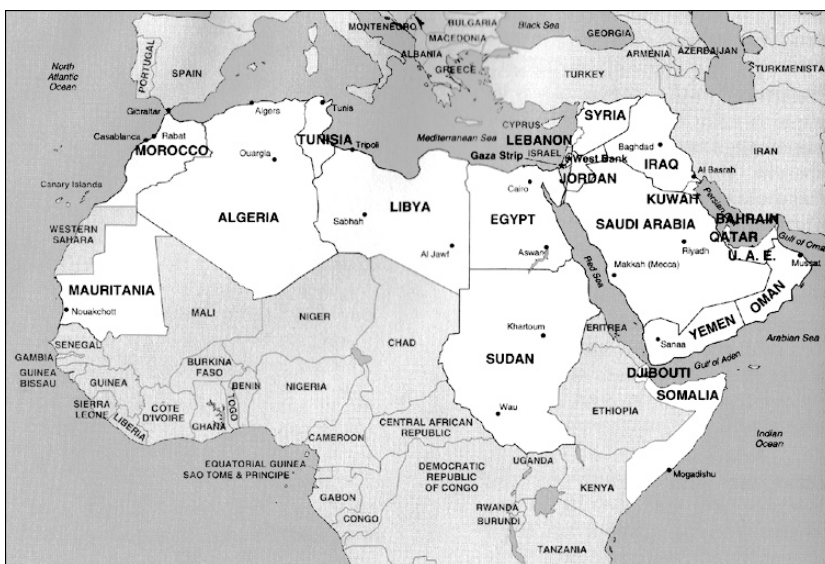 MONTENEGRO
BULGARIA
Black Sea
GEORGIA
MACEDONIA
ALBANIA
GREECE
ARMENIA
AZERBAIJAN
TURKMENISTA
TURKEY
North
Atlantic
Ocean
PORTUGAL
SPAIN
Gibraltar
Algers
Tunis
Casablanca
Rabat
MOROCCO
TUNISIA
Tripoli
Mediterranean Sea
CYPRUS
SYRIA
LEBANON
Baghdad
Gaza Strip
ISRAEL
West Bank
IRAQ
IRAN
JORDAN
Al Basrah
Ouargla
Canary Islands
Cairo
KUWAIT
Persian
BAHRAIN
ALGERIA
LIBYA
Sabhah
EGYPT
SAUDI ARABIA
QATAR
Gulf of Oma
WESTERN
SAHARA
Al Jawf
Aswan
Riyadh
U. A. E.
Muscat
Red Sea
Makkah (Mecca)
OMAN
MAURITANIA
Nouakchott
MALI
NIGER
CHAD
Khartoum
ERITREA
Sanaa
YEMEN
Arabian Sea
SENEGAL
GAMBIA
GUINEA
BISSAU
GUINEA
BURKINA
FASO
BENIN
NIGERIA
SUDAN
DJIBOUTI
Gulf of Aden
SOMALIA
SIERRA
LEONE
LIBERIA
CÔTE
D'IVOIRE
GHANA
TOGO
Wau
ETHIOPIA
CENTRAL AFRICAN
REPUBLIC
CAMEROON
Indian
Ocean
EQUATORIAL GUINEA
SAO TOME & PRINCIPE
DEMOCRATIC
REPUBLIC
OF CONGO
UGANDA
KENYA
Mogadishu
GABON
CONGO
RWANDA
BURUNDI
TANZANIA